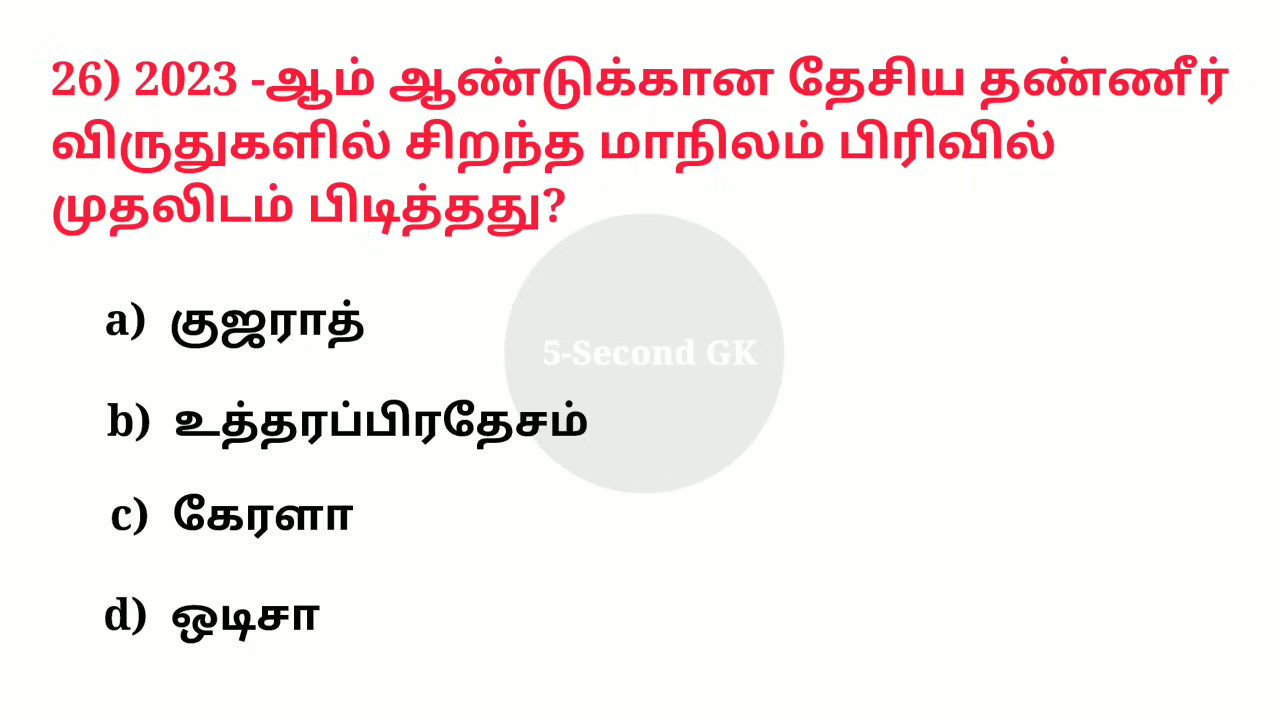 26) 2023 -ஆம் ஆண்டுக்கான தேசிய தண்ணீர்
விருதுகளில் சிறந்த மாநிலம் பிரிவில்
முதலிடம் பிடித்தது?
a) குஜராத்
5-Second GK
b) உத்தரப்பிரதேசம்
c) கேரளா
d) ஒடிசா